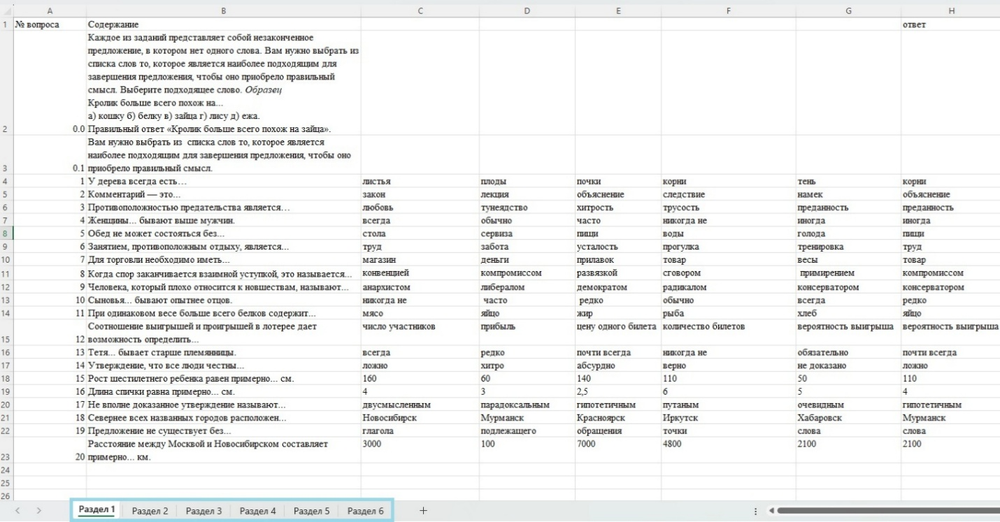 A B C D E F G H
1 № вопроса Содержание ответ
Каждое из заданий представляет собой незаконченное
предложение, в котором нет одного слова. Вам нужно выбрать из
списка слов то, которое является наиболее подходящим для
завершения предложения, чтобы оно приобрело правильный
смысл. Выберите подходящее слово. Образец
Кролик больше всего похож на...
а) кошку б) белку в) зайца г) лису д) ежа.
2 0.0 Правильный ответ «Кролик больше всего похож на зайца».
Вам нужно выбрать из списка слов то, которое является
наиболее подходящим для завершения предложения, чтобы оно
3 0.1 приобрело правильный смысл.
4 1 У дерева всегда есть… листья плоды почки корни тень корни
5 2 Комментарий — это... закон лекция объяснение следствие намек объяснение
6 3 Противоположностью предательства является… любовь тунеядство хитрость трусость преданность преданность
7 4 Женщины... бывают выше мужчин. всегда обычно часто никогда не иногда иногда
8 5 Обед не может состояться без... стола сервиза пищи воды голода пищи
9 6 Занятием, противоположным отдыху, является... труд забота усталость прогулка тренировка труд
10 7 Для торговли необходимо иметь... магазин деньги прилавок товар весы товар
11 8 Когда спор заканчивается взаимной уступкой, это называется... конвенцией компромиссом развязкой сговором примирением компромиссом
12 9 Человека, который плохо относится к новшествам, называют... анархистом либералом демократом радикалом консерватором консерватором
13 10 Сыновья... бывают опытнее отцов. никогда не часто редко обычно всегда редко
14 11 При одинаковом весе больше всего белков содержит... мясо яйцо жир рыба хлеб яйцо
Соотношение выигрышей и проигрышей в лотерее дает число участников прибыль цену одного билета количество билетов вероятность выигрыша вероятность выигрыша
15 12 возможность определить...
16 13 Тетя... бывает старше племянницы. всегда редко почти всегда никогда не обязательно почти всегда
17 14 Утверждение, что все люди честны... ложно хитро абсурдно верно не доказано ложно
18 15 Рост шестилетнего ребенка равен примерно... см. 160 60 140 110 50 110
19 16 Длина спички равна примерно... см. 4 3 2,5 6 5 4
20 17 Не вполне доказанное утверждение называют... двусмысленным парадоксальным гипотетичным путаным очевидным гипотетичным
21 18 Севернее всех названных городов расположен... Новосибирск Мурманск Красноярск Иркутск Хабаровск Мурманск
22 19 Предложение не существует без... глагола подлежащего обращения точки слова слова
Расстояние между Москвой и Новосибирском составляет 3000 100 7000 4800 2100 2100
23 20 примерно... км.
24
25
26
Раздел 1 Раздел 2 Раздел 3 Раздел 4 Раздел 5 Раздел 6 +